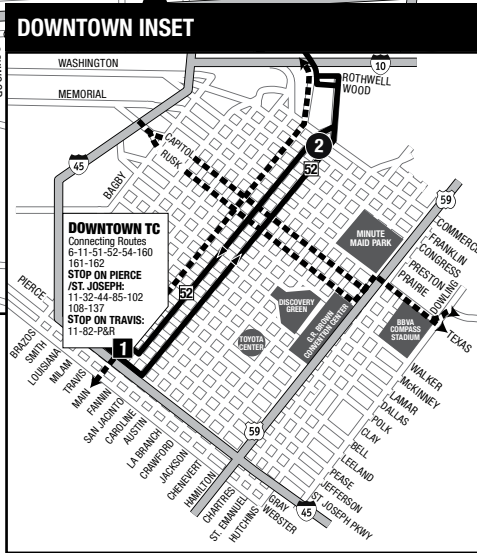 DOWNTOWN INSET
WASHINGTON
MEMORIAL
10
ROTHWELL
WOOD
45
CAPITOL
RUSK
BAGBY
2
52
59
COMMERCE
FRANKLIN
CONGRESS
PRESTON
PRAIRIE
DOWLING
TEXAS
MINUTE
MAID PARK
DOWNTOWN TC
Connecting Routes
6-11-51-52-54-160
161-162
STOP ON PIERCE
/ST. JOSEPH:
11-32-44-85-102
108-137
STOP ON TRAVIS:
11-82-P&R
52
DISCOVERY
GREEN
G.R. BROWN
CONVENTION CENTER
TOYOTA
CENTER
BBVA
COMPASS
STADIUM
1
PIERCE
BRAZOS
SMITH
LOUISIANA
MILAM
TRAVIS
MAIN
FANNIN
SAN JACINTO
CAROLINE
AUSTIN
LA BRANCH
CRAWFORD
JACKSON
CHENEVERT
HAMILTON
CHARTRES
ST. EMANUEL
HUTCHINS
59
WALKER
McKINNEY
LAMAR
DALLAS
POLK
CLAY
BELL
LEELAND
PEASE
JEFFERSON
ST JOSEPH PKWY
GRAY
WEBSTER
45